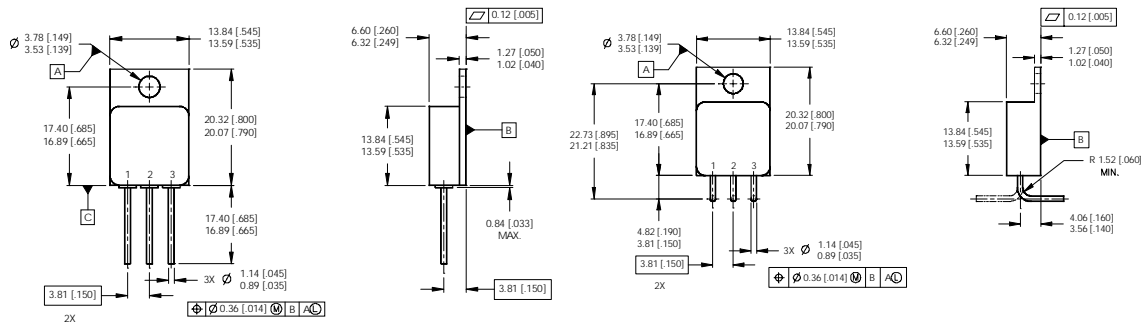 Ø 3.78 [.149]
3.53 [.139]
A
13.84 [.545]
13.59 [.535]
17.40 [.685]
16.89 [.665]
20.32 [.800]
20.07 [.790]
1 2 3
C
17.40 [.685]
16.89 [.665]
3X Ø 1.14 [.045]
0.89 [.035]
3.81 [.150]
2X
⌖ Ø 0.36 [.014] Ⓜ B A Ⓛ
⏥ 0.12 [.005]
6.60 [.260]
6.32 [.249]
1.27 [.050]
1.02 [.040]
13.84 [.545]
13.59 [.535]
B
0.84 [.033]
MAX.
3.81 [.150]
Ø 3.78 [.149]
3.53 [.139]
A
13.84 [.545]
13.59 [.535]
22.73 [.895]
21.21 [.835]
17.40 [.685]
16.89 [.665]
20.32 [.800]
20.07 [.790]
1 2 3
4.82 [.190]
3.81 [.150]
3X Ø 1.14 [.045]
0.89 [.035]
3.81 [.150]
2X
⌖ Ø 0.36 [.014] Ⓜ B A Ⓛ
⏥ 0.12 [.005]
6.60 [.260]
6.32 [.249]
1.27 [.050]
1.02 [.040]
13.84 [.545]
13.59 [.535]
B
R 1.52 [.060]
MIN.
4.06 [.160]
3.56 [.140]